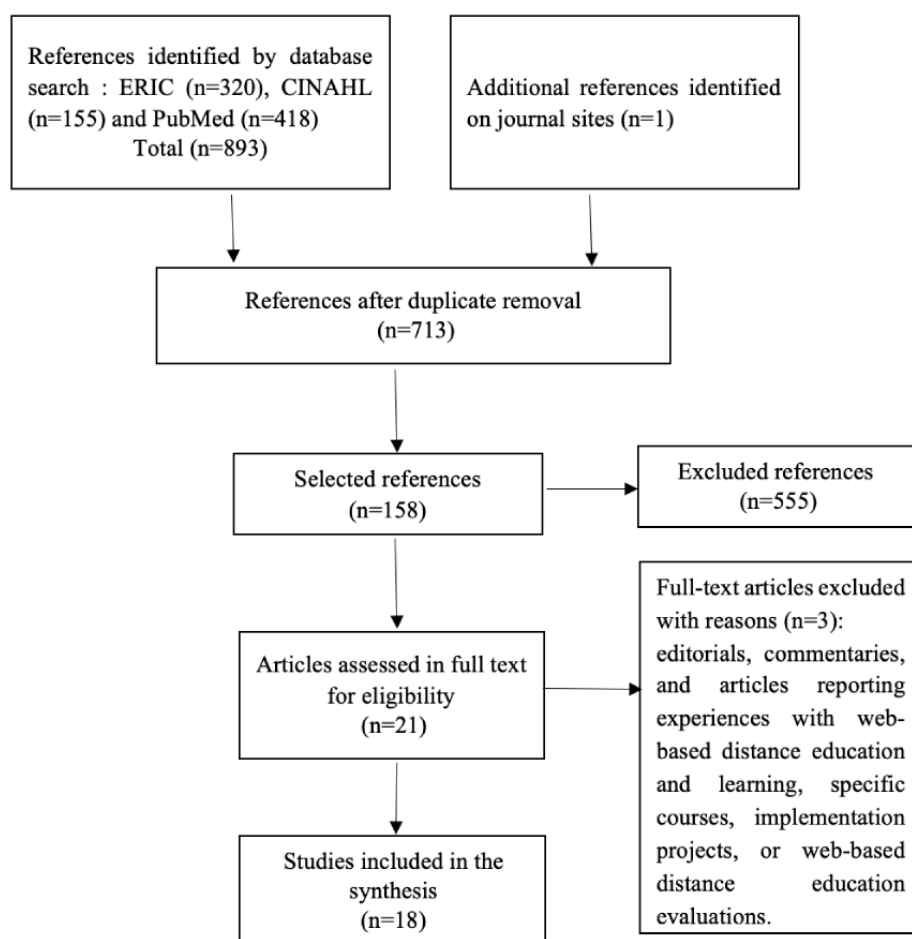 References identified by database
search : ERIC (n=320), CINAHL
(n=155) and PubMed (n=418)
Total (n=893)
Additional references identified
on journal sites (n=1)
References after duplicate removal
(n=713)
Selected references
(n=158)
Excluded references
(n=555)
Articles assessed in full text
for eligibility
(n=21)
Full-text articles excluded
with reasons (n=3):
editorials, commentaries,
and articles reporting
experiences with web-
based distance education
and learning, specific
courses, implementation
projects, or web-based
distance education
evaluations.
Studies included in the
synthesis
(n=18)